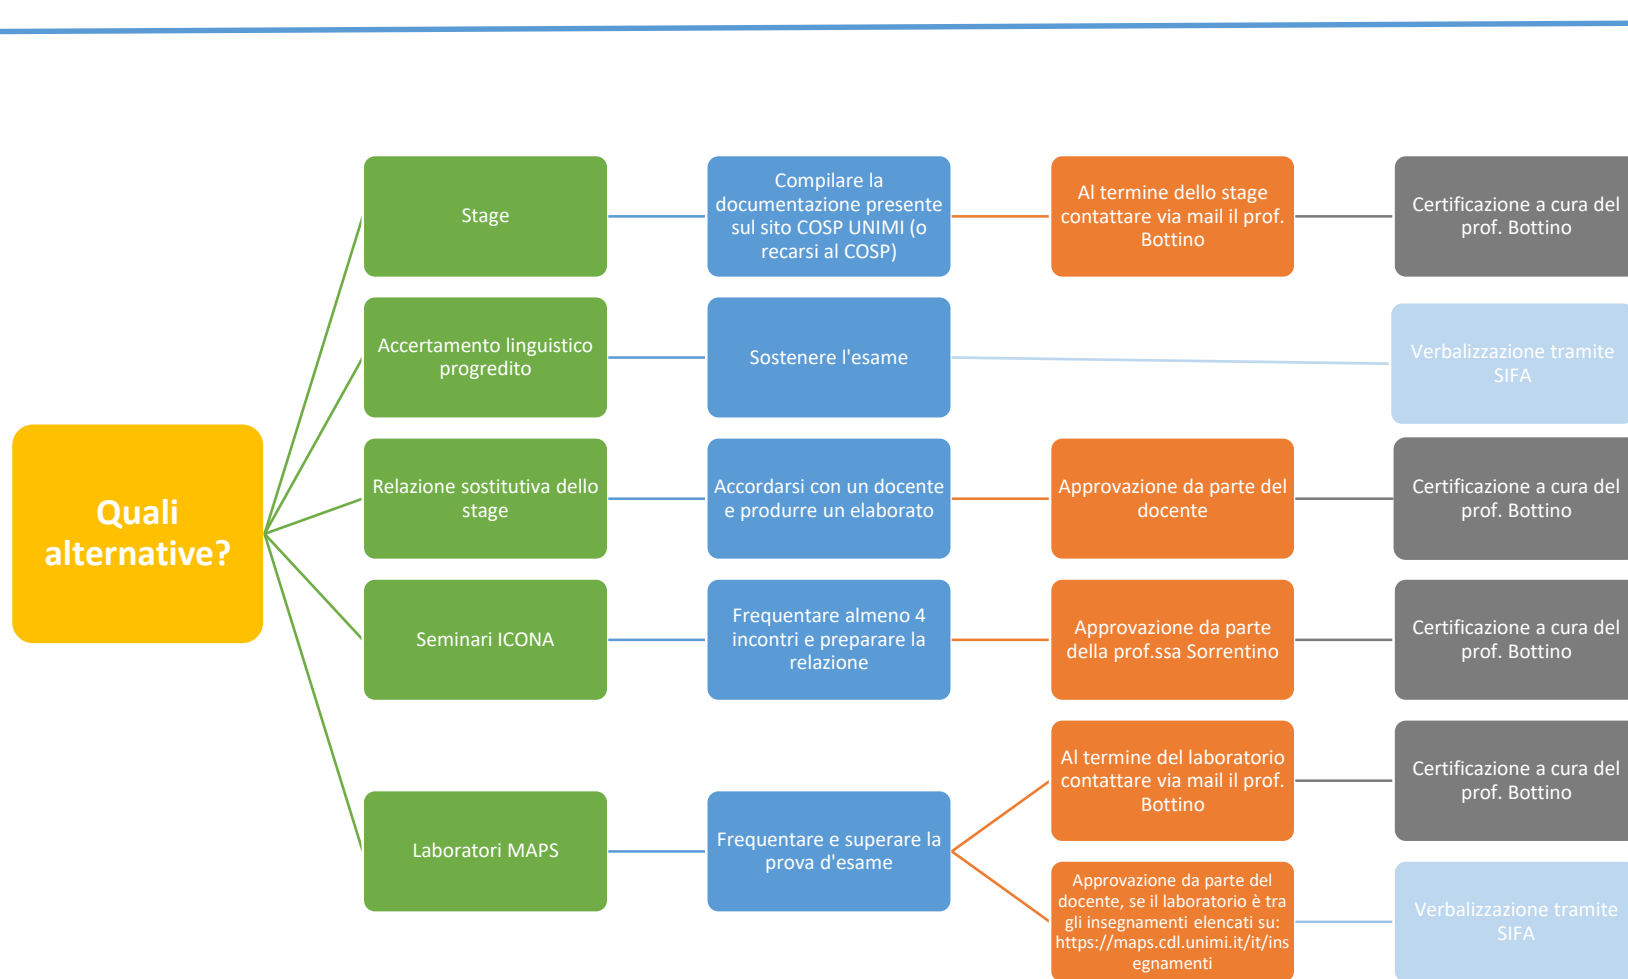 Quali
alternative?
Stage
Compilare la
documentazione presente
sul sito COSP UNIMI (o
recarsi al COSP)
Al termine dello stage
contattare via mail il prof.
Bottino
Certificazione a cura del
prof. Bottino
Accertamento linguistico
progredito
Sostenere l'esame
Verbalizzazione tramite
SIFA
Relazione sostitutiva dello
stage
Accordarsi con un docente
e produrre un elaborato
Approvazione da parte del
docente
Certificazione a cura del
prof. Bottino
Seminari ICONA
Frequentare almeno 4
incontri e preparare la
relazione
Approvazione da parte
della prof.ssa Sorrentino
Certificazione a cura del
prof. Bottino
Laboratori MAPS
Frequentare e superare la
prova d'esame
Al termine del laboratorio
contattare via mail il prof.
Bottino
Certificazione a cura del
prof. Bottino
Approvazione da parte del
docente, se il laboratorio è tra
gli insegnamenti elencati su:
https://maps.cdl.unimi.it/it/ins
egnamenti
Verbalizzazione tramite
SIFA